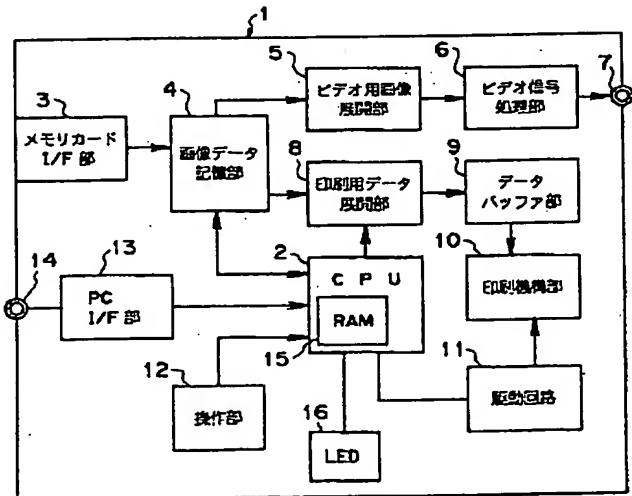 1
5
ビデオ用画像
展開部
6
ビデオ信号
処理部
7
3
メモリカード
I/F 部
4
画像データ
記憶部
8
印刷用データ
展開部
9
データ
バッファ部
14
13
PC
I/F 部
2
C P U
RAM
15
10
印刷機構部
12
操作部
16
LED
11
駆動回路